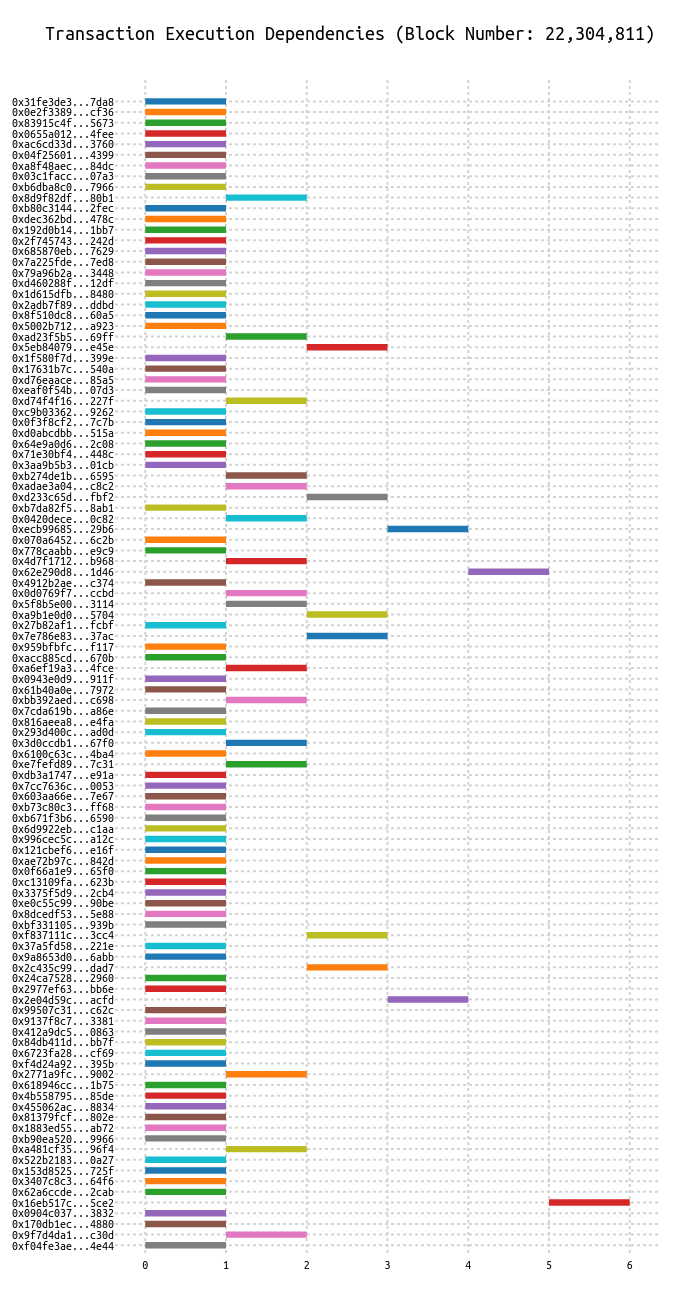 Transaction Execution Dependencies (Block Number: 22,304,811)
0x31fe3de3...7da8
0x0e2f3389...cf36
0x83915c4f...5673
0x0655a012...4fee
0xac6cd33d...3760
0x04f25601...4399
0xa8f48aec...84dc
0x03c1facc...07a3
0xb6dba8c0...7966
0x8d9f82df...80b1
0xb80c3144...2fec
0xdec362bd...478c
0x192d0b14...1bb7
0x2f745743...242d
0x685870eb...7629
0x7a225fde...7ed8
0x79a96b2a...3448
0xd460288f...12df
0x1d615dfb...8480
0x2adb7f89...ddbd
0x8f510dc8...60a5
0x5002b712...a923
0xad23f5b5...69ff
0x5eb84079...e45e
0x1f580f7d...399e
0x17631b7c...540a
0xd76eaace...85a5
0xeaf0f54b...07d3
0xd74f4f16...227f
0xc9b03362...9262
0x0f3f8cf2...7c7b
0xd0abcdbb...515a
0x64e9a0d6...2c08
0x71e30bf4...448c
0x3aa9b5b3...01cb
0xb274de1b...6595
0xadae3a04...c8c2
0xd233c65d...fbf2
0xb7da82f5...8ab1
0x0420dece...0c82
0xecb99685...29b6
0x070a6452...6c2b
0x778caabb...e9c9
0x4d7f1712...b968
0x62e290d8...1d46
0x4912b2ae...c374
0x0d0769f7...ccbd
0x5f8b5e00...3114
0xa9b1e0d0...5704
0x27b82af1...fcbf
0x7e786e83...37ac
0x959bfbfc...f117
0xacc885cd...670b
0xa6ef19a3...4fce
0x0943e0d9...911f
0x61b40a0e...7972
0xbb392aed...c698
0x7cda619b...a86e
0x816aeea8...e4fa
0x293d400c...ad0d
0x3d0ccdb1...67f0
0x6100c63c...4ba4
0xe7fefd89...7c31
0xdb3a1747...e91a
0x7cc7636c...0053
0x603aa66e...7e67
0xb73c80c3...ff68
0xb671f3b6...6590
0x6d9922eb...c1aa
0x996cec5c...a12c
0x121cbef6...e16f
0xae72b97c...842d
0x0f66a1e9...65f0
0xc13109fa...623b
0x3375f5d9...2cb4
0xe0c55c99...90be
0x8dcedf53...5e88
0xbf331105...939b
0xf837111c...3cc4
0x37a5fd58...221e
0x9a8653d0...6abb
0x2c435c99...dad7
0x24ca7528...2960
0x2977ef63...bb6e
0x2e04d59c...acfd
0x99507c31...c62c
0x9137f8c7...3381
0x412a9dc5...0863
0x84db411d...bb7f
0x6723fa28...cf69
0xf4d24a92...395b
0x2771a9fc...9002
0x618946cc...1b75
0x4b558795...85de
0x455062ac...8834
0x81379fcf...802e
0x1883ed55...ab72
0xb90ea520...9966
0xa481cf35...96f4
0x522b2183...0a27
0x153d8525...725f
0x3407c8c3...64f6
0x62a6ccde...2cab
0x16eb517c...5ce2
0x0904c037...3832
0x170db1ec...4880
0x9f7d4da1...c30d
0xf04fe3ae...4e44
0 1 2 3 4 5 6